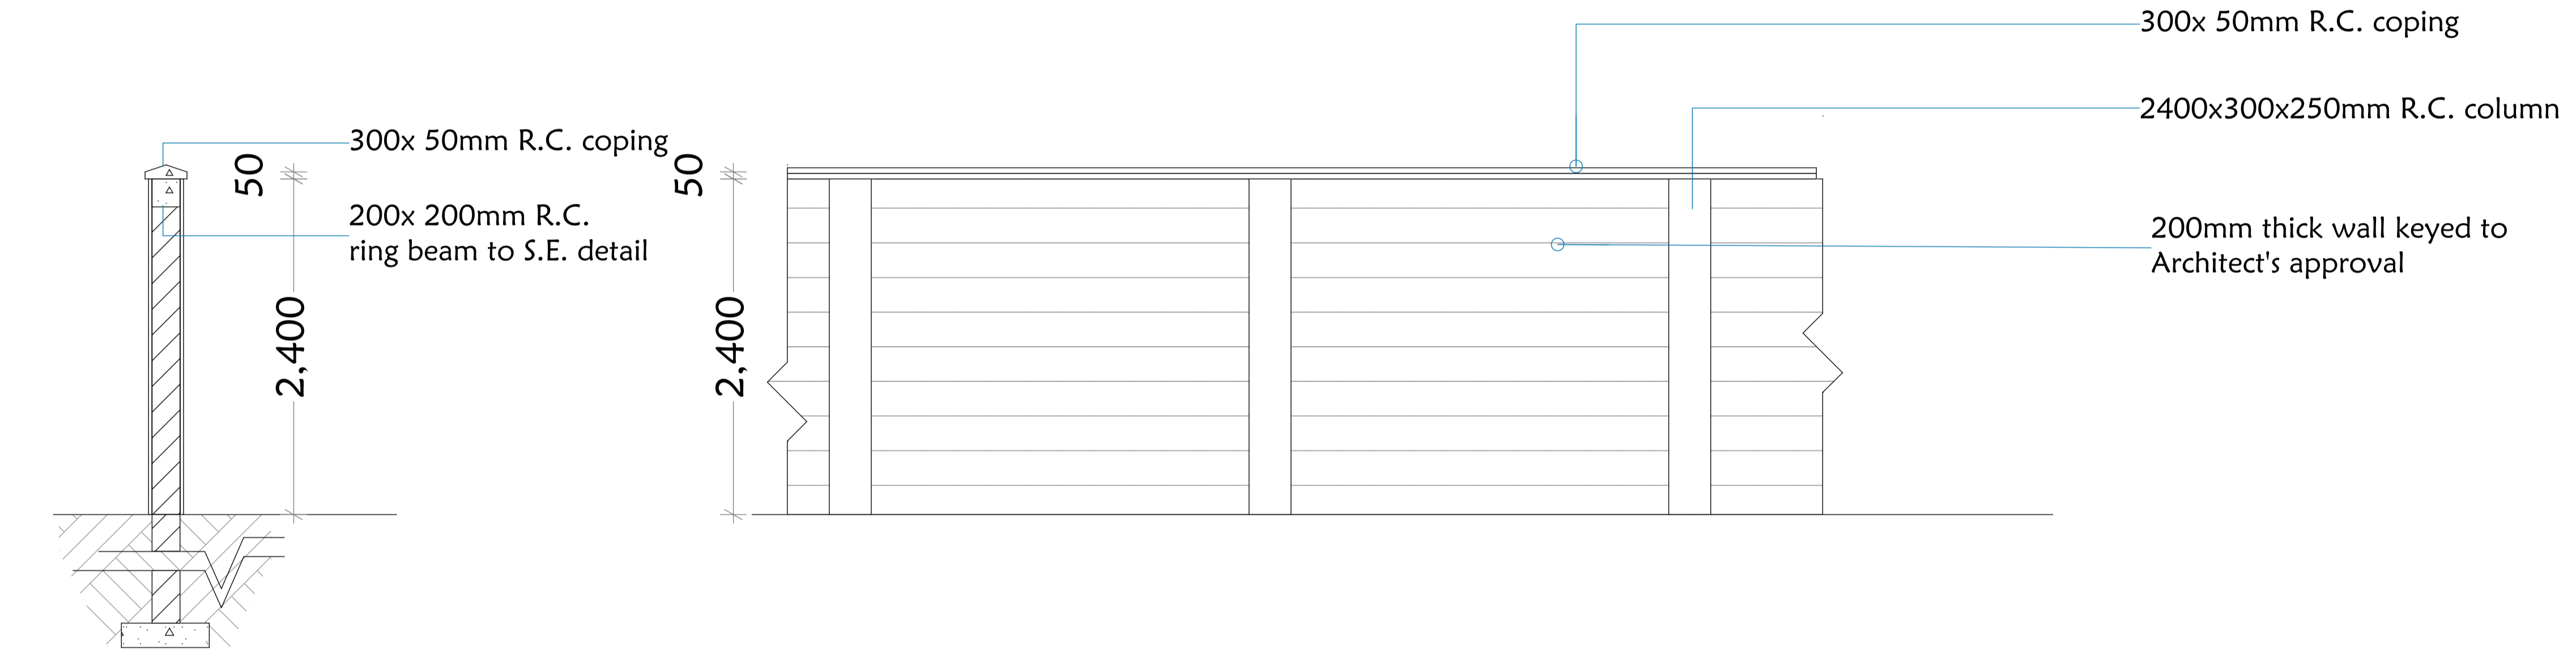 300x 50mm R.C. coping
50
200x 200mm R.C.
ring beam to S.E. detail
2,400
50
2,400
300x 50mm R.C. coping
2400x300x250mm R.C. column
200mm thick wall keyed to
Architect's approval